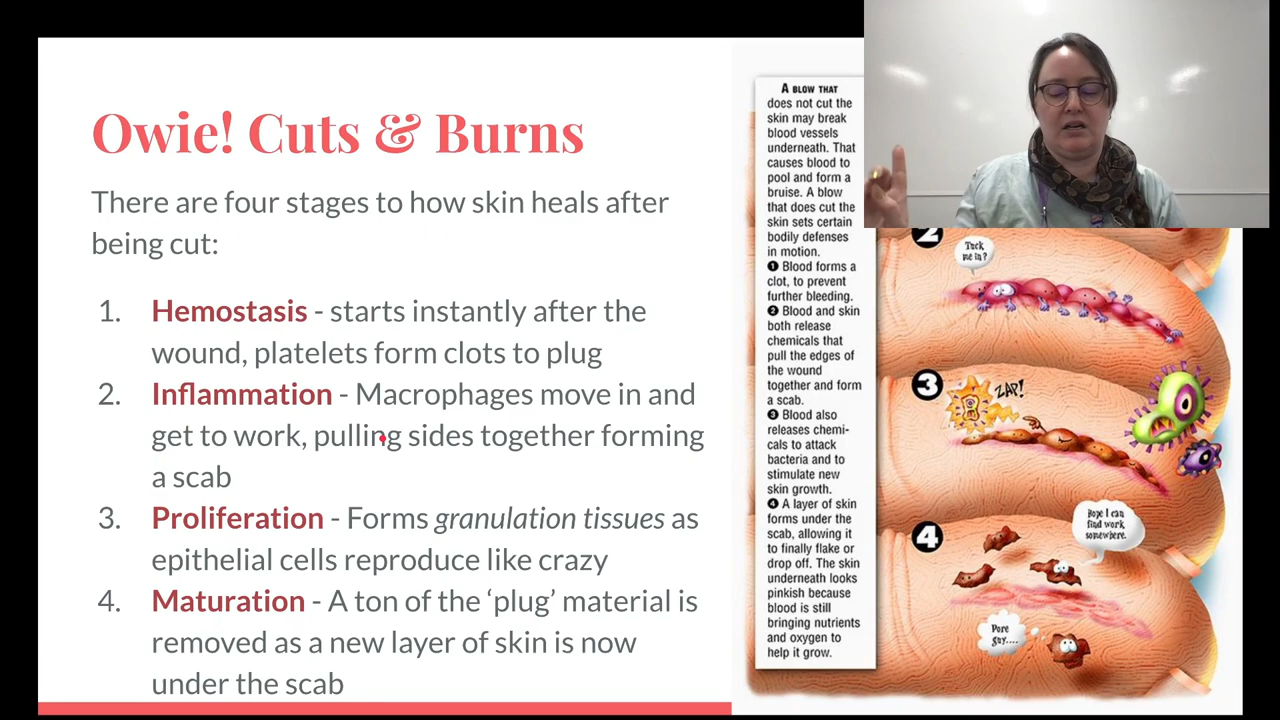 Owie! Cuts & Burns
There are four stages to how skin heals after
being cut:
1. Hemostasis - starts instantly after the
wound, platelets form clots to plug
2. Inflammation - Macrophages move in and
get to work, pulling sides together forming
a scab
3. Proliferation - Forms granulation tissues as
epithelial cells reproduce like crazy
4. Maturation - A ton of the ‘plug’ material is
removed as a new layer of skin is now
under the scab
A BLOW THAT
does not cut the
skin may break
blood vessels
underneath. That
causes blood to
pool and form a
bruise. A blow
that does cut the
skin sets certain
bodily defenses
in motion.
❶ Blood forms a
clot, to prevent
further bleeding.
❷ Blood and skin
both release
chemicals that
pull the edges of
the wound
together and form
a scab.
❸ Blood also
releases chemi-
cals to attack
bacteria and to
stimulate new
skin growth.
❹ A layer of skin
forms under the
scab, allowing it
to finally flake or
drop off. The skin
underneath looks
pinkish because
blood is still
bringing nutrients
and oxygen to
help it grow.
2
Tuck
me in?
3
ZAP!
4
Hope I can
find work
somewhere.
Pore
guy....